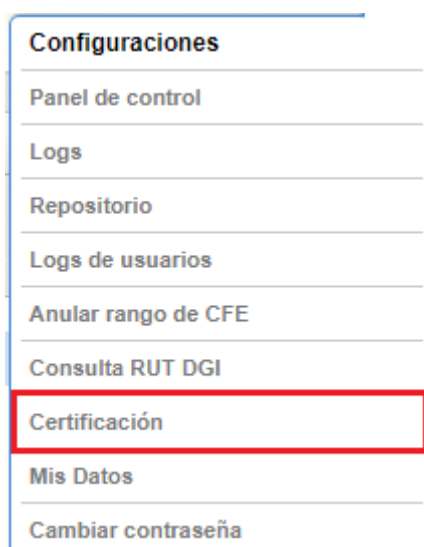 Configuraciones
Panel de control
Logs
Repositorio
Logs de usuarios
Anular rango de CFE
Consulta RUT DGI
Certificación
Mis Datos
Cambiar contraseña